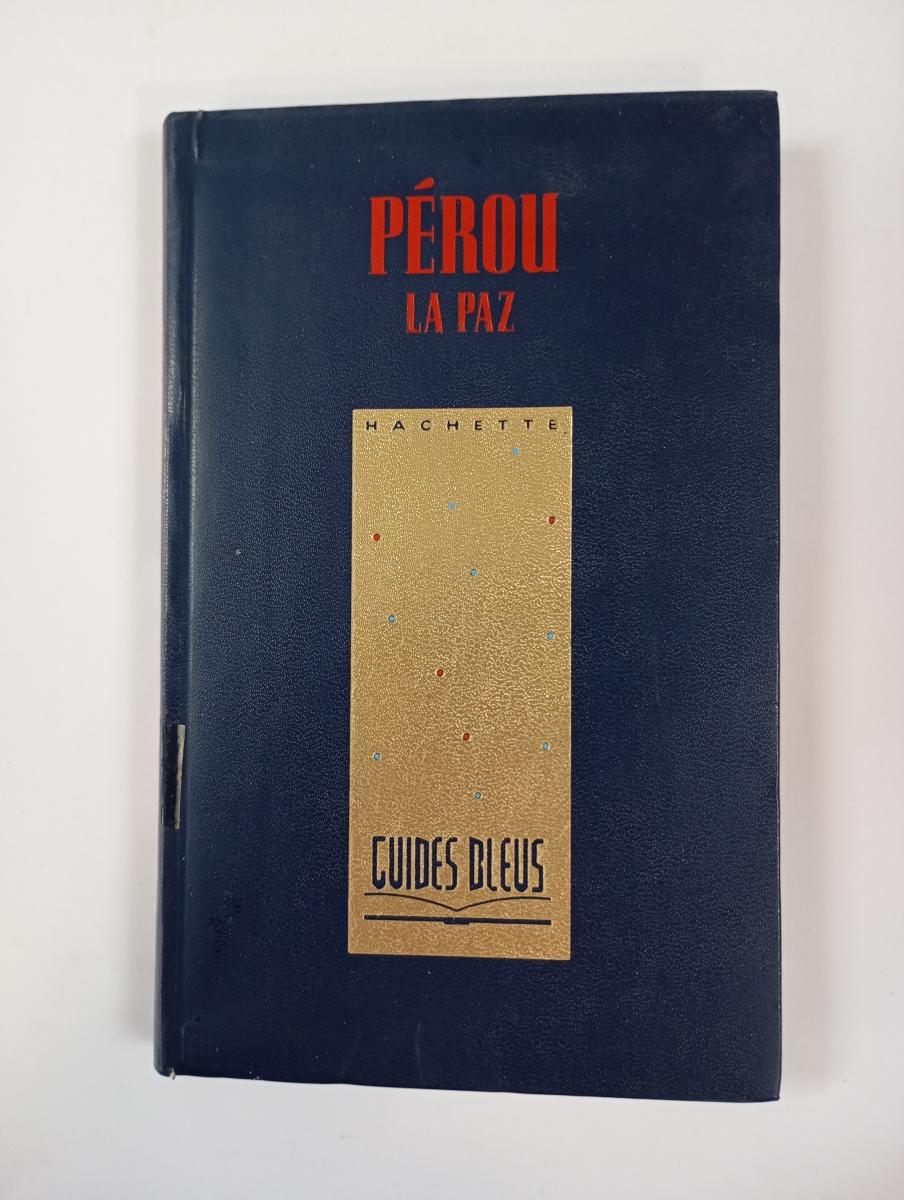 PÉROU
LA PAZ
HACHETTE
GUIDES BLEUS